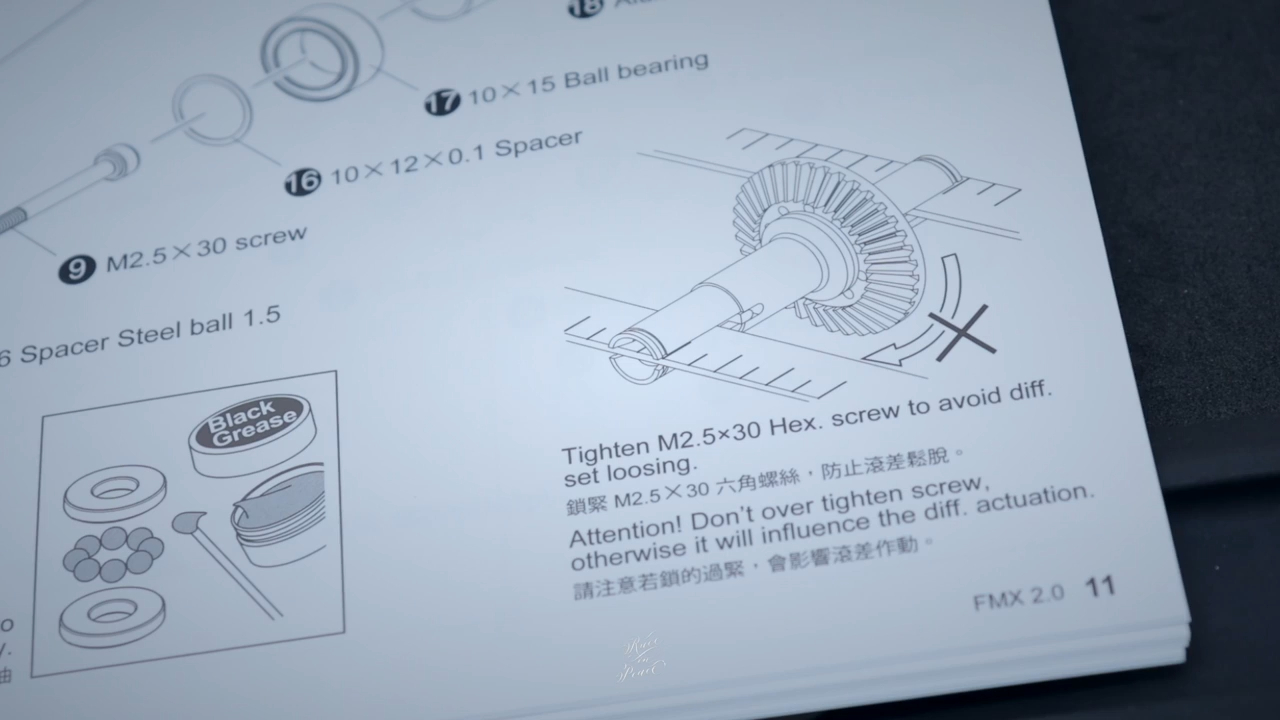 18
17 10×15 Ball bearing
16 10×12×0.1 Spacer
9 M2.5×30 screw
6 Spacer Steel ball 1.5
Black
Grease
Tighten M2.5×30 Hex. screw to avoid diff.
set loosing.
鎖緊 M2.5×30 六角螺絲，防止滾差鬆脫。
Attention! Don't over tighten screw,
otherwise it will influence the diff. actuation.
請注意若鎖的過緊，會影響滾差作動。
FMX 2.0 11
Race
in
Peace